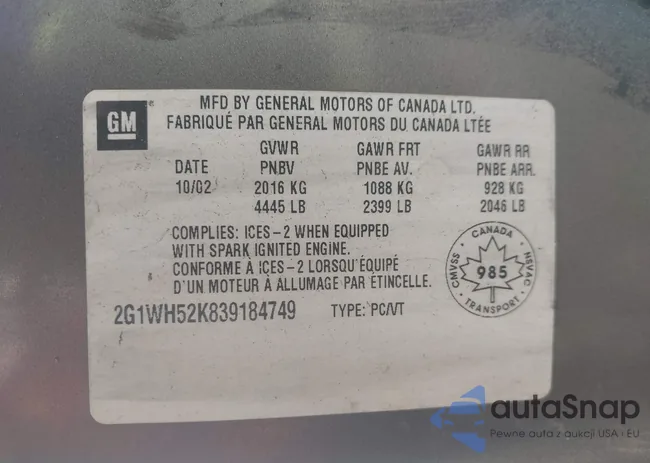 GM
MFD BY GENERAL MOTORS OF CANADA LTD.
FABRIQUÉ PAR GENERAL MOTORS DU CANADA LTÉE
GVWR GAWR FRT GAWR RR
DATE PNBV PNBE AV. PNBE ARR.
10/02 2016 KG 1088 KG 928 KG
4445 LB 2399 LB 2046 LB
COMPLIES: ICES-2 WHEN EQUIPPED
WITH SPARK IGNITED ENGINE.
CONFORME À ICES-2 LORSQU'ÉQUIPÉ
D'UN MOTEUR À ALLUMAGE PAR ÉTINCELLE.
CANADA
CMVSS 985 NSVAC
TRANSPORT
2G1WH52K839184749 TYPE: PC/VT
autaSnap
Pewne auta z aukcji USA i EU